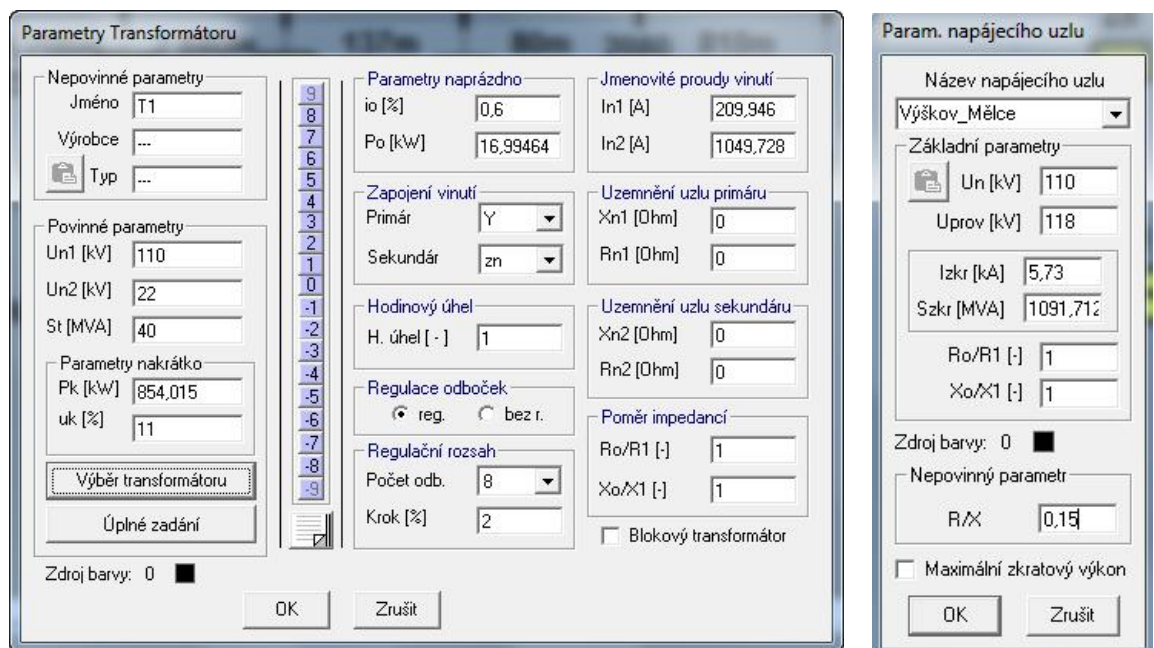 Parametry Transformátoru
Nepovinné parametry
Jméno T1
Výrobce ---
Typ ---
Povinné parametry
Un1 [kV] 110
Un2 [kV] 22
St [MVA] 40
Parametry nakrátko
Pk [kW] 854,015
uk [%] 11
Výběr transformátoru
Úplné zadání
Zdroj barvy: 0
9
8
7
6
5
4
3
2
1
0
-1
-2
-3
-4
-5
-6
-7
-8
-9
Parametry naprázdno
io [%] 0,6
Po [kW] 16,99464
Zapojení vinutí
Primár Y
Sekundár zn
Hodinový úhel
H. úhel [ - ] 1
Regulace odboček
reg. bez r.
Regulační rozsah
Počet odb. 8
Krok [%] 2
Jmenovité proudy vinutí
In1 [A] 209,946
In2 [A] 1049,728
Uzemnění uzlu primáru
Xn1 [Ohm] 0
Rn1 [Ohm] 0
Uzemnění uzlu sekundáru
Xn2 [Ohm] 0
Rn2 [Ohm] 0
Poměr impedancí
Ro/R1 [-] 1
Xo/X1 [-] 1
Blokový transformátor
OK Zrušit
Param. napájecího uzlu
Název napájecího uzlu
Výškov_Mělce
Základní parametry
Un [kV] 110
Uprov [kV] 118
Izkr [kA] 5,73
Szkr [MVA] 1091,712
Ro/R1 [-] 1
Xo/X1 [-] 1
Zdroj barvy: 0
Nepovinný parametr
R/X 0,15
Maximální zkratový výkon
OK Zrušit